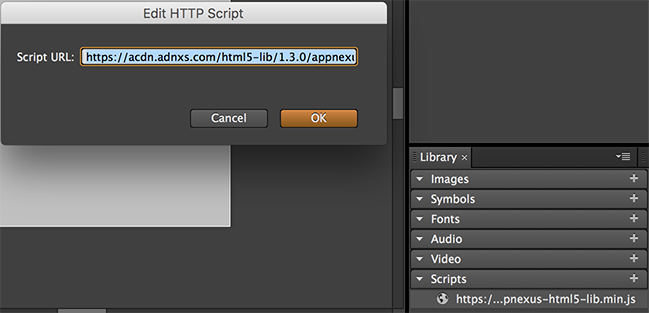 Edit HTTP Script
Script URL: https://acdn.adnxs.com/html5-lib/1.3.0/appnexu
Cancel
OK
Library ×
Images +
Symbols +
Fonts +
Audio +
Video +
Scripts +
https:/...pnexus-html5-lib.min.js